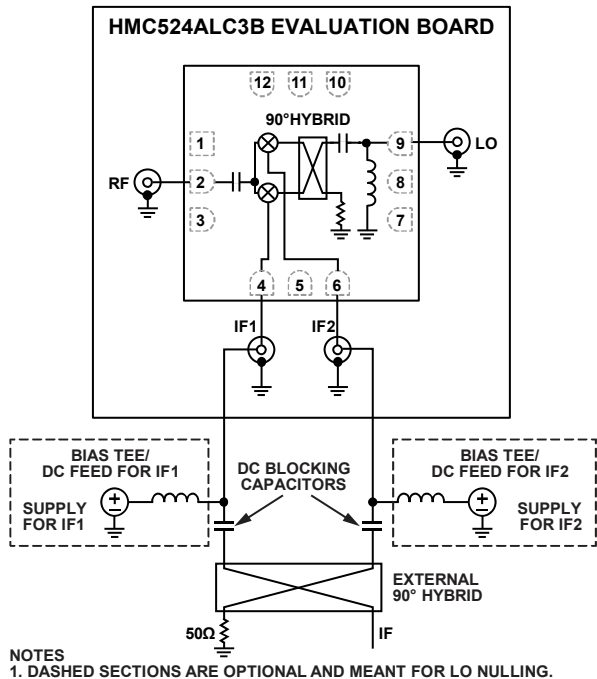 HMC524ALC3B EVALUATION BOARD
12 11 10
90°HYBRID
1
9
LO
RF
2
8
3
7
4 5 6
IF1
IF2
BIAS TEE/
DC FEED FOR IF1
DC BLOCKING
CAPACITORS
BIAS TEE/
DC FEED FOR IF2
SUPPLY
FOR IF1
SUPPLY
FOR IF2
EXTERNAL
90° HYBRID
50Ω
IF
NOTES
1. DASHED SECTIONS ARE OPTIONAL AND MEANT FOR LO NULLING.